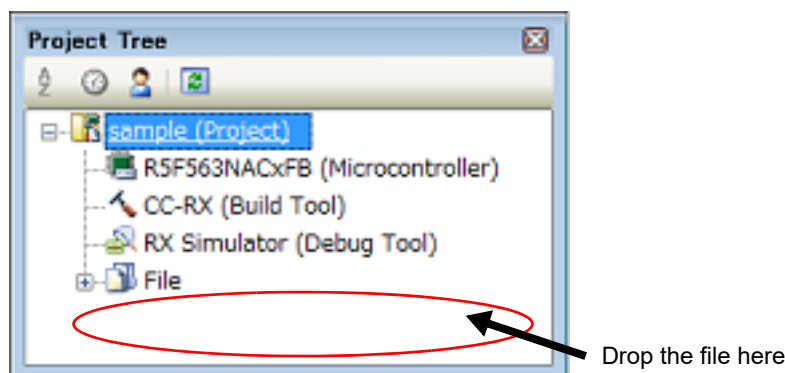 Project Tree
sample (Project)
R5F563NACxFB (Microcontroller)
CC-RX (Build Tool)
RX Simulator (Debug Tool)
File
Drop the file here